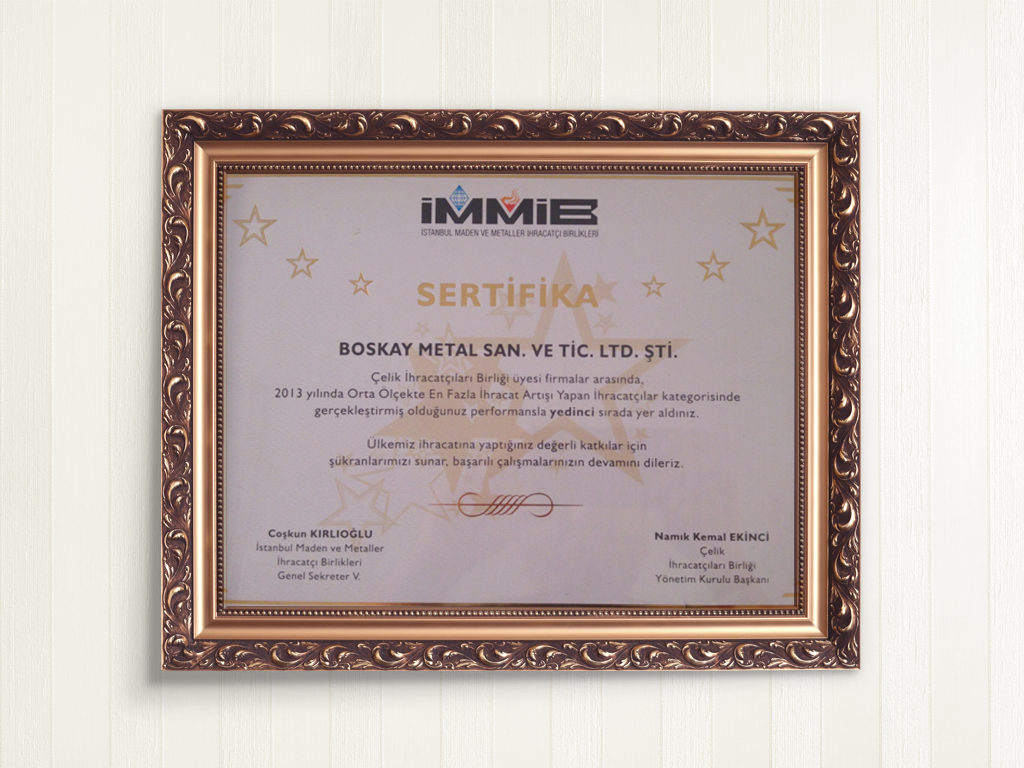 İMMİB
İSTANBUL MADEN VE METALLER İHRACATÇI BİRLİKLERİ
SERTİFİKA
BOSKAY METAL SAN. VE TİC. LTD. ŞTİ.
Çelik İhracatçıları Birliği üyesi firmalar arasında,
2013 yılında Orta Ölçekte En Fazla İhracat Artışı Yapan İhracatçılar kategorisinde
gerçekleştirmiş olduğunuz performansla yedinci sırada yer aldınız.
Ülkemiz ihracatına yaptığınız değerli katkılar için
şükranlarımızı sunar, başarılı çalışmalarınızın devamını dileriz.
Coşkun KIRLIOĞLU
İstanbul Maden ve Metaller
İhracatçı Birlikleri
Genel Sekreter V.
Namık Kemal EKİNCİ
Çelik
İhracatçıları Birliği
Yönetim Kurulu Başkanı